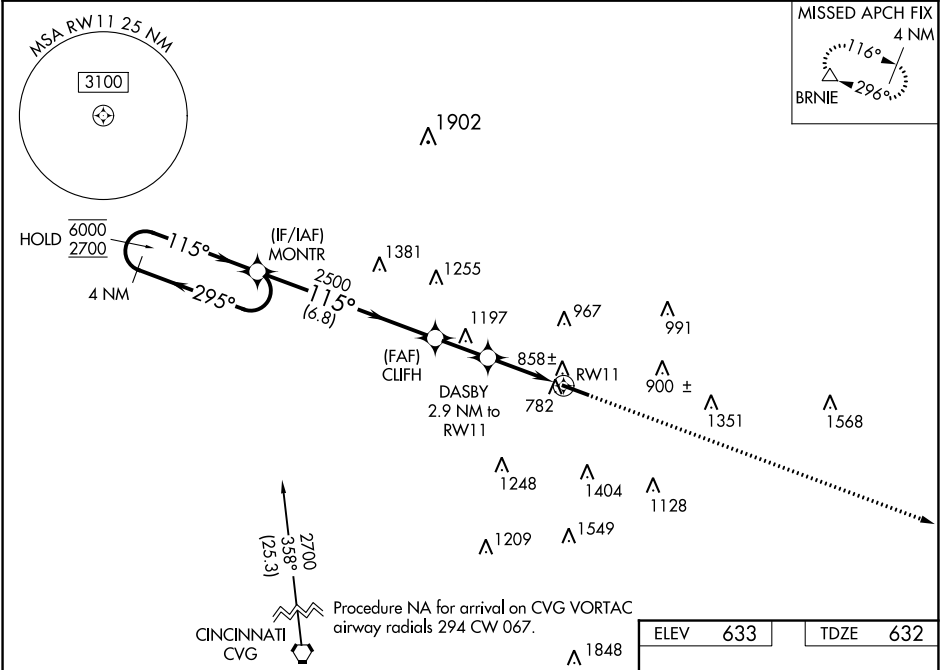 MSA RW11 25 NM
3100
MISSED APCH FIX
4 NM
116°
296°
BRNIE
1902
HOLD
6000
2700
115°
295°
4 NM
(IF/IAF)
MONTR
2500
115°
(6.8)
1381
1255
1197
967
991
(FAF)
CLIFH
858±
RW11
782
900 ±
DASBY
2.9 NM to
RW11
1351
1568
1248
1404
1128
1209
1549
2700
358°
(25.3)
CINCINNATI
CVG
Procedure NA for arrival on CVG VORTAC
airway radials 294 CW 067.
1848
ELEV 633
TDZE 632